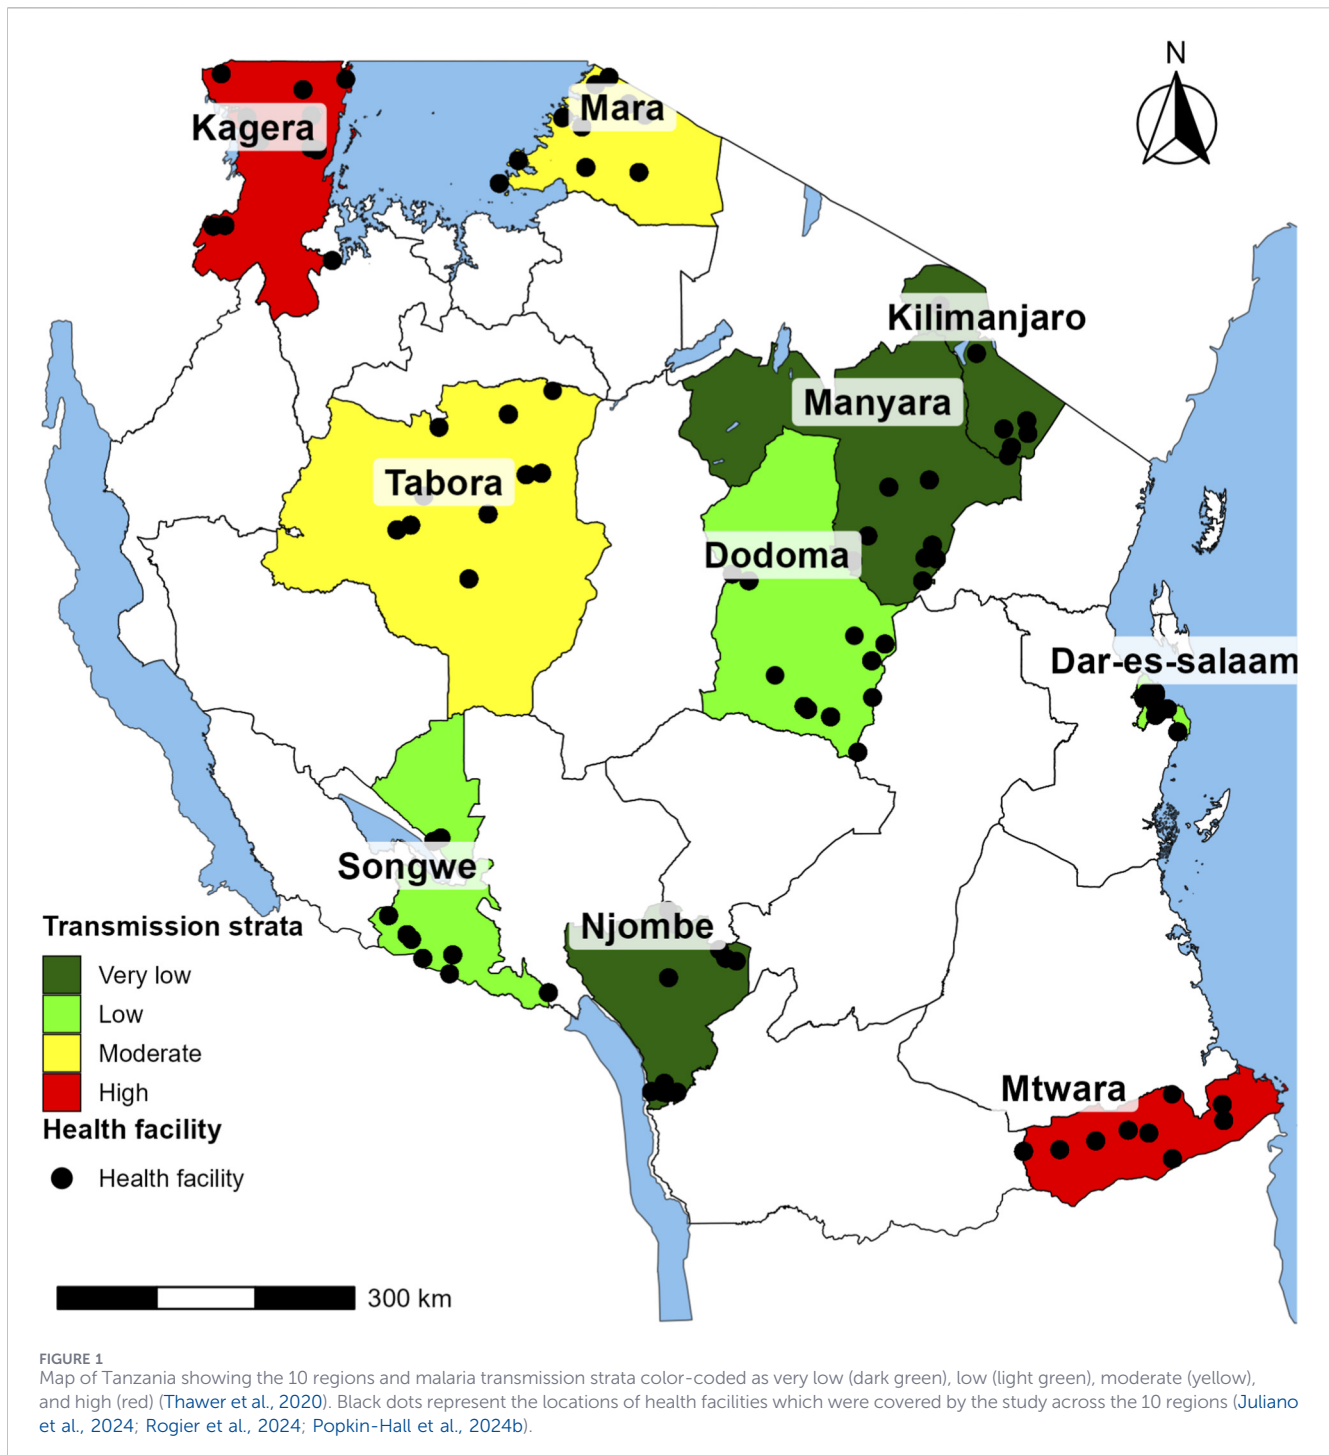 N
Kagera
Mara
Kilimanjaro
Manyara
Tabora
Dodoma
Dar-es-salaam
Songwe
Njombe
Mtwara
Transmission strata
Very low
Low
Moderate
High
Health facility
Health facility
300 km
FIGURE 1
Map of Tanzania showing the 10 regions and malaria transmission strata color-coded as very low (dark green), low (light green), moderate (yellow),
and high (red) (Thawer et al., 2020). Black dots represent the locations of health facilities which were covered by the study across the 10 regions (Juliano
et al., 2024; Rogier et al., 2024; Popkin-Hall et al., 2024b).